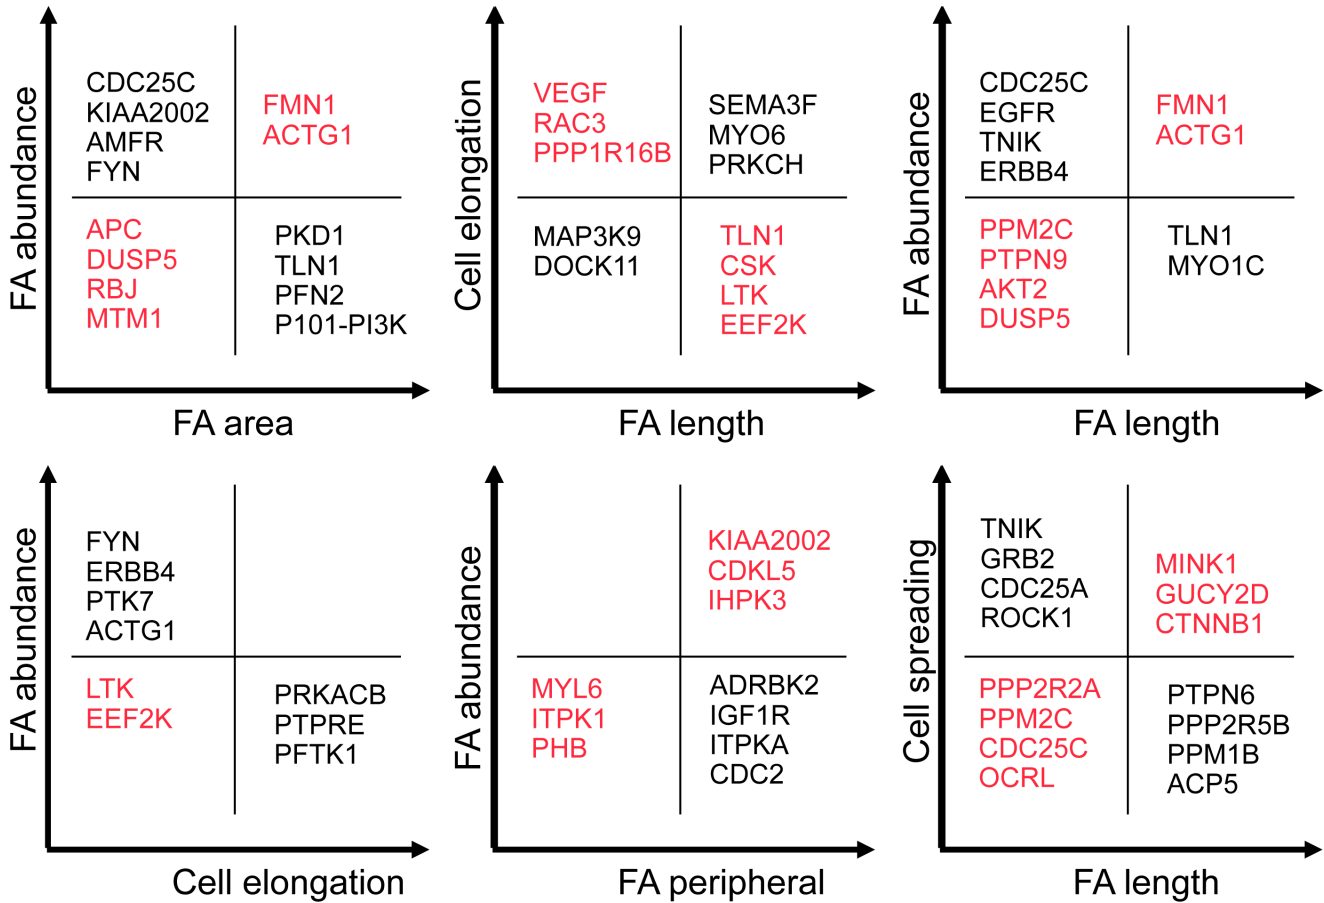 FA abundance
CDC25C
KIAA2002
AMFR
FYN
FMN1
ACTG1
APC
DUSP5
RBJ
MTM1
PKD1
TLN1
PFN2
P101-PI3K
FA area
Cell elongation
VEGF
RAC3
PPP1R16B
SEMA3F
MYO6
PRKCH
MAP3K9
DOCK11
TLN1
CSK
LTK
EEF2K
FA length
FA abundance
CDC25C
EGFR
TNIK
ERBB4
FMN1
ACTG1
PPM2C
PTPN9
AKT2
DUSP5
TLN1
MYO1C
FA length
FA abundance
FYN
ERBB4
PTK7
ACTG1
LTK
EEF2K
PRKACB
PTPRE
PFTK1
Cell elongation
FA abundance
KIAA2002
CDKL5
IHPK3
MYL6
ITPK1
PHB
ADRBK2
IGF1R
ITPKA
CDC2
FA peripheral
Cell spreading
TNIK
GRB2
CDC25A
ROCK1
MINK1
GUCY2D
CTNNB1
PPP2R2A
PPM2C
CDC25C
OCRL
PTPN6
PPP2R5B
PPM1B
ACP5
FA length